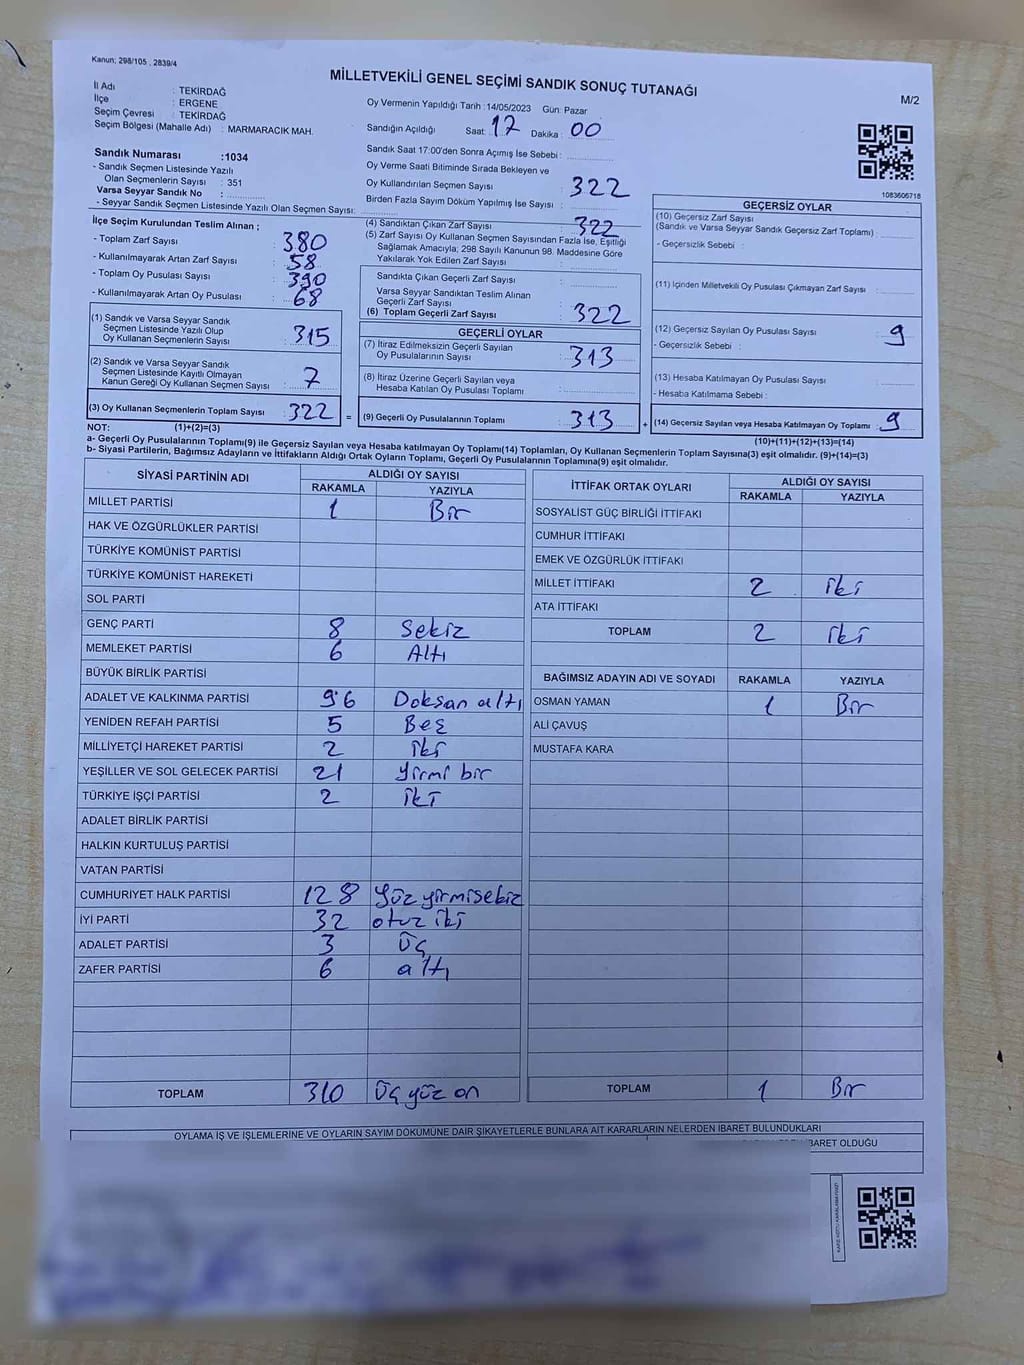 Kanun: 298/105 , 2839/4
MİLLETVEKİLİ GENEL SEÇİMİ SANDIK SONUÇ TUTANAĞI
M/2
İl Adı : TEKİRDAĞ
İlçe : ERGENE
Seçim Çevresi : TEKİRDAĞ
Seçim Bölgesi (Mahalle Adı) : MARMARACIK MAH.
Oy Vermenin Yapıldığı Tarih :14/05/2023 Gün: Pazar
Sandığın Açıldığı Saat: 17 Dakika : 00
Sandık Saat 17:00'den Sonra Açımış İse Sebebi :
Oy Verme Saati Bitiminde Sırada Bekleyen ve
Oy Kullandırılan Seçmen Sayısı : 322
Birden Fazla Sayım Döküm Yapılmış İse Sayısı :
1083606718
Sandık Numarası :1034
- Sandık Seçmen Listesinde Yazılı
Olan Seçmenlerin Sayısı : 351
Varsa Seyyar Sandık No :
- Seyyar Sandık Seçmen Listesinde Yazılı Olan Seçmen Sayısı:
İlçe Seçim Kurulundan Teslim Alınan ;
- Toplam Zarf Sayısı : 380
- Kullanılmayarak Artan Zarf Sayısı : 58
- Toplam Oy Pusulası Sayısı : 390
- Kullanılmayarak Artan Oy Pusulası : 68
(1) Sandık ve Varsa Seyyar Sandık
Seçmen Listesinde Yazılı Olup
Oy Kullanan Seçmenlerin Sayısı : 315
(2) Sandık ve Varsa Seyyar Sandık
Seçmen Listesinde Kayıtlı Olmayan
Kanun Gereği Oy Kullanan Seçmen Sayısı : 7
(3) Oy Kullanan Seçmenlerin Toplam Sayısı : 322
(4) Sandıktan Çıkan Zarf Sayısı : 322
(5) Zarf Sayısı Oy Kullanan Seçmen Sayısından Fazla İse, Eşitliği
Sağlamak Amacıyla; 298 Sayılı Kanunun 98. Maddesine Göre
Yakılarak Yok Edilen Zarf Sayısı :
Sandıkta Çıkan Geçerli Zarf Sayısı :
Varsa Seyyar Sandıktan Teslim Alınan
Geçerli Zarf Sayısı :
(6) Toplam Geçerli Zarf Sayısı : 322
GEÇERLİ OYLAR
(7) İtiraz Edilmeksizin Geçerli Sayılan
Oy Pusulalarının Sayısı : 313
(8) İtiraz Üzerine Geçerli Sayılan veya
Hesaba Katılan Oy Pusulası Toplamı :
= (9) Geçerli Oy Pusulalarının Toplamı : 313
GEÇERSİZ OYLAR
(10) Geçersiz Zarf Sayısı
(Sandık ve Varsa Seyyar Sandık Geçersiz Zarf Toplamı) :
- Geçersizlik Sebebi :
(11) İçinden Milletvekili Oy Pusulası Çıkmayan Zarf Sayısı :
(12) Geçersiz Sayılan Oy Pusulası Sayısı : 9
- Geçersizlik Sebebi :
(13) Hesaba Katılmayan Oy Pusulası Sayısı :
- Hesaba Katılmama Sebebi :
+ (14) Geçersiz Sayılan veya Hesaba Katılmayan Oy Toplamı : 9
NOT: (1)+(2)=(3)
(10)+(11)+(12)+(13)=(14)
a- Geçerli Oy Pusulalarının Toplamı(9) ile Geçersiz Sayılan veya Hesaba katılmayan Oy Toplamı(14) Toplamları, Oy Kullanan Seçmenlerin Toplam Sayısına(3) eşit olmalıdır. (9)+(14)=(3)
b- Siyasi Partilerin, Bağımsız Adayların ve İttifakların Aldığı Ortak Oyların Toplamı, Geçerli Oy Pusulalarının Toplamına(9) eşit olmalıdır.
SİYASİ PARTİNİN ADI ALDIĞI OY SAYISI
RAKAMLA YAZIYLA
MİLLET PARTİSİ 1 Bir
HAK VE ÖZGÜRLÜKLER PARTİSİ
TÜRKİYE KOMÜNİST PARTİSİ
TÜRKİYE KOMÜNİST HAREKETİ
SOL PARTİ
GENÇ PARTİ 8 Sekiz
MEMLEKET PARTİSİ 6 Altı
BÜYÜK BİRLİK PARTİSİ
ADALET VE KALKINMA PARTİSİ 96 Doksan altı
YENİDEN REFAH PARTİSİ 5 Beş
MİLLİYETÇİ HAREKET PARTİSİ 2 iki
YEŞİLLER VE SOL GELECEK PARTİSİ 21 yirmi bir
TÜRKİYE İŞÇİ PARTİSİ 2 iki
ADALET BİRLİK PARTİSİ
HALKIN KURTULUŞ PARTİSİ
VATAN PARTİSİ
CUMHURİYET HALK PARTİSİ 128 Yüz yirmisekiz
İYİ PARTİ 32 otuz iki
ADALET PARTİSİ 3 Üç
ZAFER PARTİSİ 6 altı
TOPLAM 310 Üç yüz on
İTTİFAK ORTAK OYLARI ALDIĞI OY SAYISI
RAKAMLA YAZIYLA
SOSYALİST GÜÇ BİRLİĞİ İTTİFAKI
CUMHUR İTTİFAKI
EMEK VE ÖZGÜRLÜK İTTİFAKI
MİLLET İTTİFAKI 2 iki
ATA İTTİFAKI
TOPLAM 2 iki
BAĞIMSIZ ADAYIN ADI VE SOYADI RAKAMLA YAZIYLA
OSMAN YAMAN 1 Bir
ALİ ÇAVUŞ
MUSTAFA KARA
TOPLAM 1 Bir
OYLAMA İŞ VE İŞLEMLERİNE VE OYLARIN SAYIM DÖKÜMÜNE DAİR ŞİKAYETLERLE BUNLARA AİT KARARLARIN NELERDEN İBARET BULUNDUKLARI
İBARET OLDUĞU